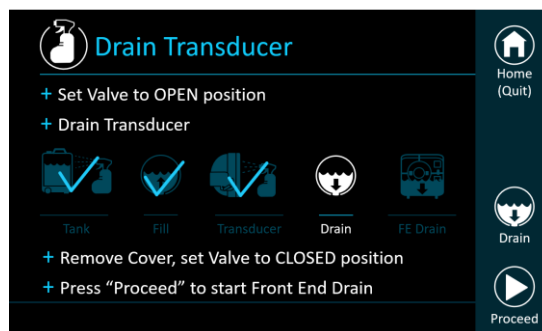 Drain Transducer
Home
(Quit)
+ Set Valve to OPEN position
+ Drain Transducer
Tank
Fill
Transducer
Drain
FE Drain
Drain
+ Remove Cover, set Valve to CLOSED position
+ Press “Proceed” to start Front End Drain
Proceed